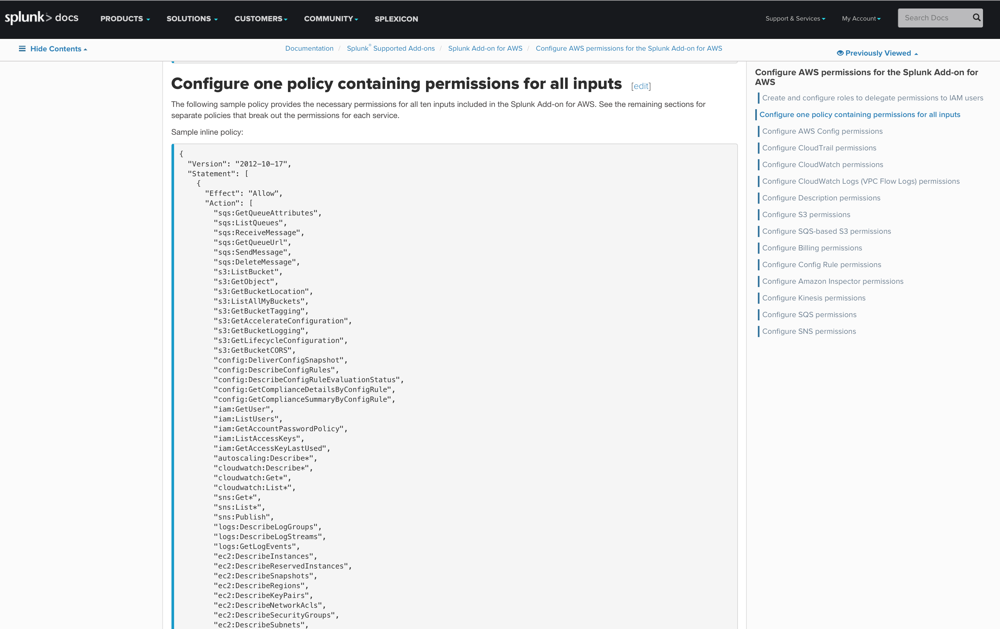 splunk> docs
PRODUCTS
SOLUTIONS
CUSTOMERS
COMMUNITY
SPLEXICON
Support & Services
My Account
Search Docs
Hide Contents
Documentation / Splunk® Supported Add-ons / Splunk Add-on for AWS / Configure AWS permissions for the Splunk Add-on for AWS
Previously Viewed
Configure one policy containing permissions for all inputs [edit]
The following sample policy provides the necessary permissions for all ten inputs included in the Splunk Add-on for AWS. See the remaining sections for
separate policies that break out the permissions for each service.
Sample inline policy:
{
"Version": "2012-10-17",
"Statement": [
{
"Effect": "Allow",
"Action": [
"sqs:GetQueueAttributes",
"sqs:ListQueues",
"sqs:ReceiveMessage",
"sqs:GetQueueUrl",
"sqs:SendMessage",
"sqs:DeleteMessage",
"s3:ListBucket",
"s3:GetObject",
"s3:GetBucketLocation",
"s3:ListAllMyBuckets",
"s3:GetBucketTagging",
"s3:GetAccelerateConfiguration",
"s3:GetBucketLogging",
"s3:GetLifecycleConfiguration",
"s3:GetBucketCORS",
"config:DeliverConfigSnapshot",
"config:DescribeConfigRules",
"config:DescribeConfigRuleEvaluationStatus",
"config:GetComplianceDetailsByConfigRule",
"config:GetComplianceSummaryByConfigRule",
"iam:GetUser",
"iam:ListUsers",
"iam:GetAccountPasswordPolicy",
"iam:ListAccessKeys",
"iam:GetAccessKeyLastUsed",
"autoscaling:Describe*",
"cloudwatch:Describe*",
"cloudwatch:Get*",
"cloudwatch:List*",
"sns:Get*",
"sns:List*",
"sns:Publish",
"logs:DescribeLogGroups",
"logs:DescribeLogStreams",
"logs:GetLogEvents",
"ec2:DescribeInstances",
"ec2:DescribeReservedInstances",
"ec2:DescribeSnapshots",
"ec2:DescribeRegions",
"ec2:DescribeKeyPairs",
"ec2:DescribeNetworkAcls",
"ec2:DescribeSecurityGroups",
"ec2:DescribeSubnets",
Configure AWS permissions for the Splunk Add-on for
AWS
Create and configure roles to delegate permissions to IAM users
Configure one policy containing permissions for all inputs
Configure AWS Config permissions
Configure CloudTrail permissions
Configure CloudWatch permissions
Configure CloudWatch Logs (VPC Flow Logs) permissions
Configure Description permissions
Configure S3 permissions
Configure SQS-based S3 permissions
Configure Billing permissions
Configure Config Rule permissions
Configure Amazon Inspector permissions
Configure Kinesis permissions
Configure SQS permissions
Configure SNS permissions